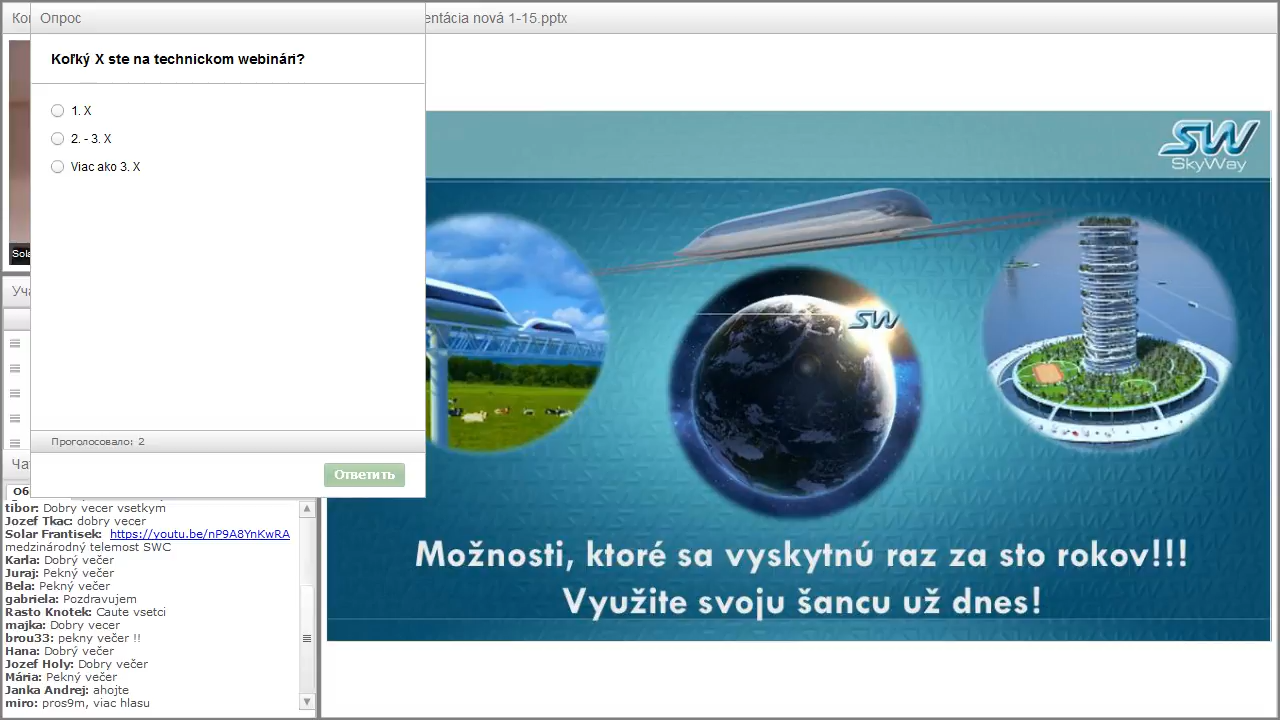 Ко
Опрос
entácia nová 1-15.pptx
Koľký X ste na technickom webinári?
1. X
2. - 3. X
Viac ako 3. X
Проголосовало: 2
Ответить
Sola
Уча
Чат
Об
tibor: Dobry vecer vsetkym
Jozef Tkac: dobry vecer
Solar Frantisek: https://youtu.be/nP9A8YnKwRA
medzinárodný telemost SWC
Karla: Dobrý večer
Juraj: Pekný večer
Bela: Pekný večer
gabriela: Pozdravujem
Rasto Knotek: Caute vsetci
majka: Dobry vecer
brou33: pekny večer !!
Hana: Dobrý večer
Jozef Holy: Dobry večer
Mária: Pekný večer
Janka Andrej: ahojte
miro: pros9m, viac hlasu
SW
SkyWay
SW
Možnosti, ktoré sa vyskytnú raz za sto rokov!!!
Využite svoju šancu už dnes!